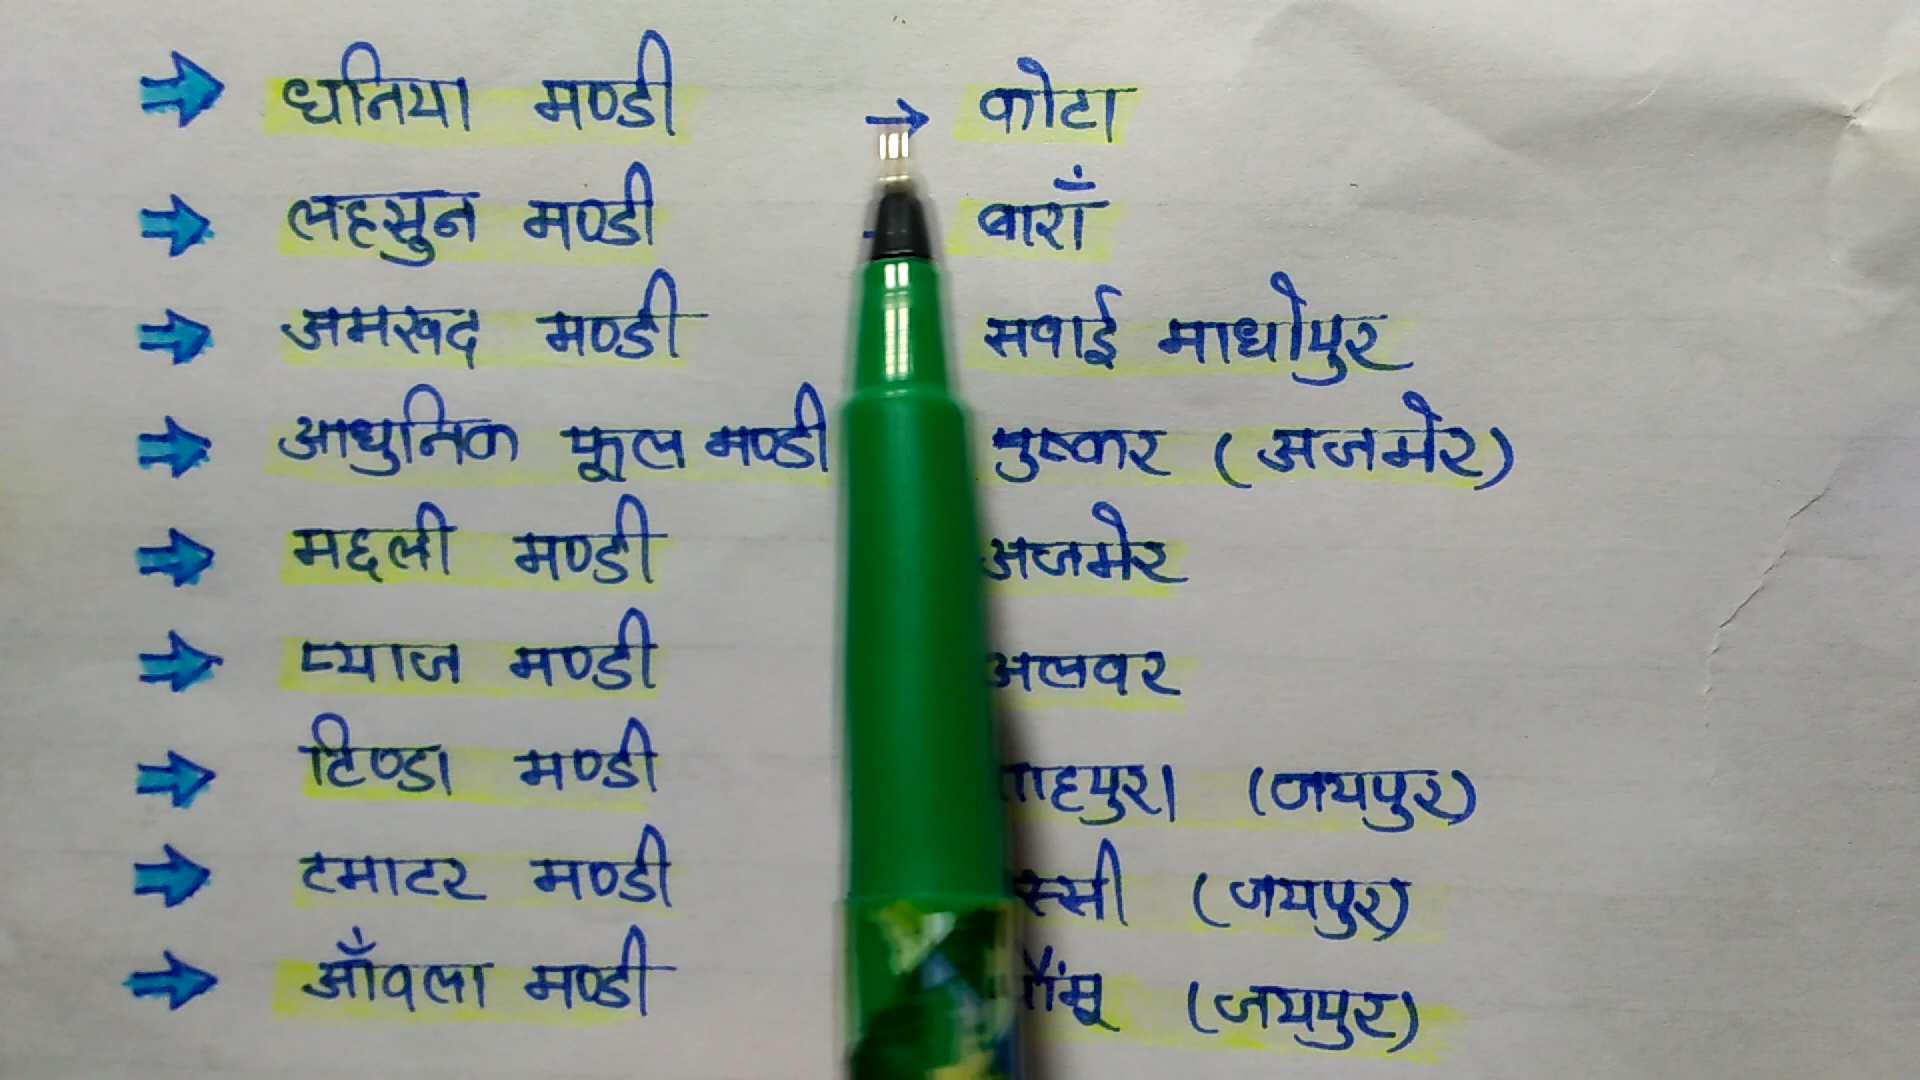 धनिया मण्डी → कोटा
लहसुन मण्डी बाराँ
अमरूद मण्डी सवाई माधोपुर
आधुनिक फूल मण्डी पुष्कर (अजमेर)
मछली मण्डी अजमेर
प्याज मण्डी अलवर
टिण्डा मण्डी (जयपुर)
टमाटर मण्डी (जयपुर)
आँवला मण्डी (जयपुर)